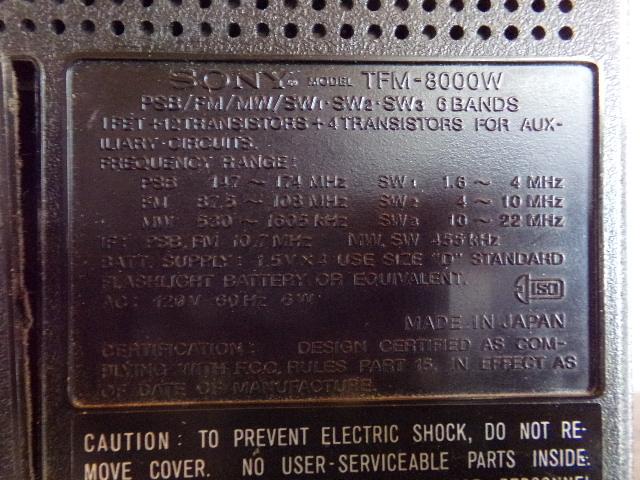 SONY® MODEL TFM-8000W
PSB/FM/MW/SW1·SW2·SW3 6 BANDS
1 FET+12 TRANSISTORS+4 TRANSISTORS FOR AUX-
ILIARY CIRCUITS.
FREQUENCY RANGE:
PSB 147~174 MHz SW1 1.6~4 MHz
FM 87.5~108 MHz SW2 4~10 MHz
MW 530~1605 kHz SW3 10~22 MHz
IF: PSB, FM 10.7 MHz MW, SW 455 kHz
BATT. SUPPLY: 1.5V× USE SIZE "D" STANDARD
FLASHLIGHT BATTERY OR EQUIVALENT.
AC: 120V 60Hz 6W
ISO
MADE IN JAPAN
CERTIFICATION: DESIGN CERTIFIED AS COM-
PLYING WITH F.C.C. RULES PART 15, IN EFFECT AS
OF DATE OF MANUFACTURE.
CAUTION: TO PREVENT ELECTRIC SHOCK, DO NOT RE-
MOVE COVER. NO USER-SERVICEABLE PARTS INSIDE.
PERSONNEL